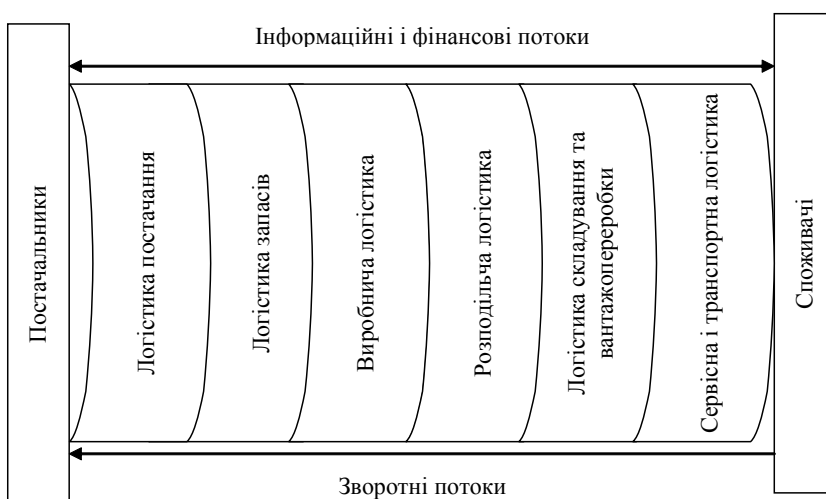 Інформаційні і фінансові потоки
Постачальники
Логістика постачання
Логістика запасів
Виробнича логістика
Розподільча логістика
Логістика складування та
вантажопереробки
Сервісна і транспортна логістика
Споживачі
Зворотні потоки